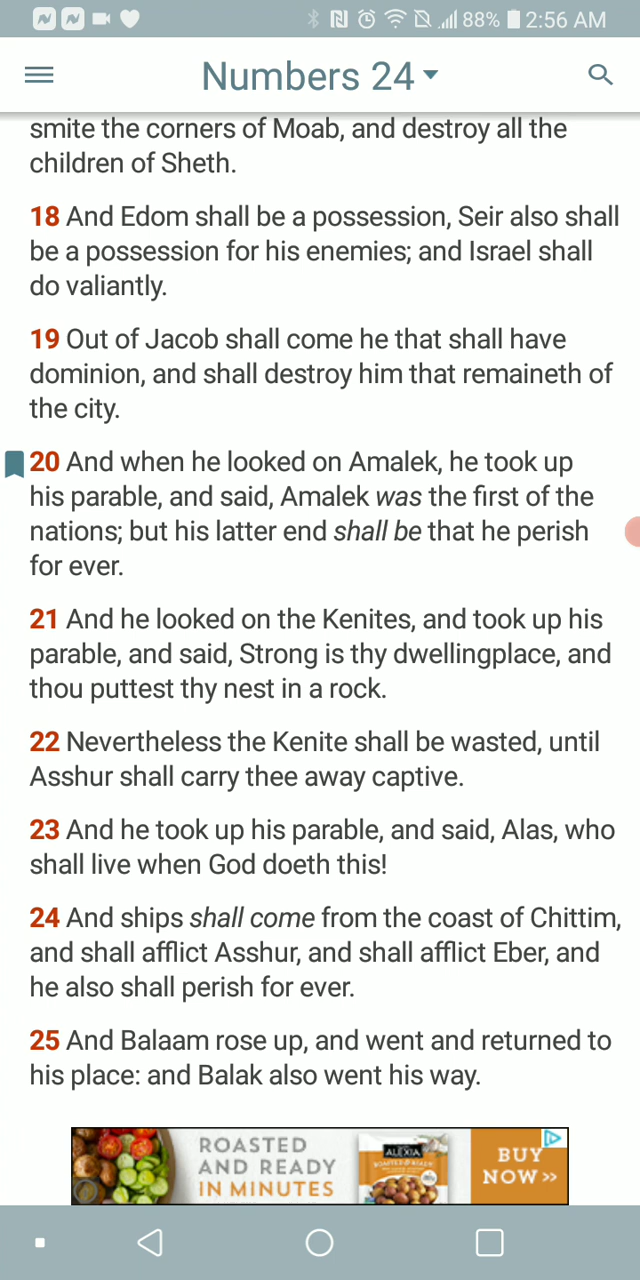 88% 2:56 AM
Numbers 24
smite the corners of Moab, and destroy all the
children of Sheth.
18 And Edom shall be a possession, Seir also shall
be a possession for his enemies; and Israel shall
do valiantly.
19 Out of Jacob shall come he that shall have
dominion, and shall destroy him that remaineth of
the city.
20 And when he looked on Amalek, he took up
his parable, and said, Amalek was the first of the
nations; but his latter end shall be that he perish
for ever.
21 And he looked on the Kenites, and took up his
parable, and said, Strong is thy dwellingplace, and
thou puttest thy nest in a rock.
22 Nevertheless the Kenite shall be wasted, until
Asshur shall carry thee away captive.
23 And he took up his parable, and said, Alas, who
shall live when God doeth this!
24 And ships shall come from the coast of Chittim,
and shall afflict Asshur, and shall afflict Eber, and
he also shall perish for ever.
25 And Balaam rose up, and went and returned to
his place: and Balak also went his way.
ROASTED
AND READY
IN MINUTES
ALEXIA
BUY
NOW »